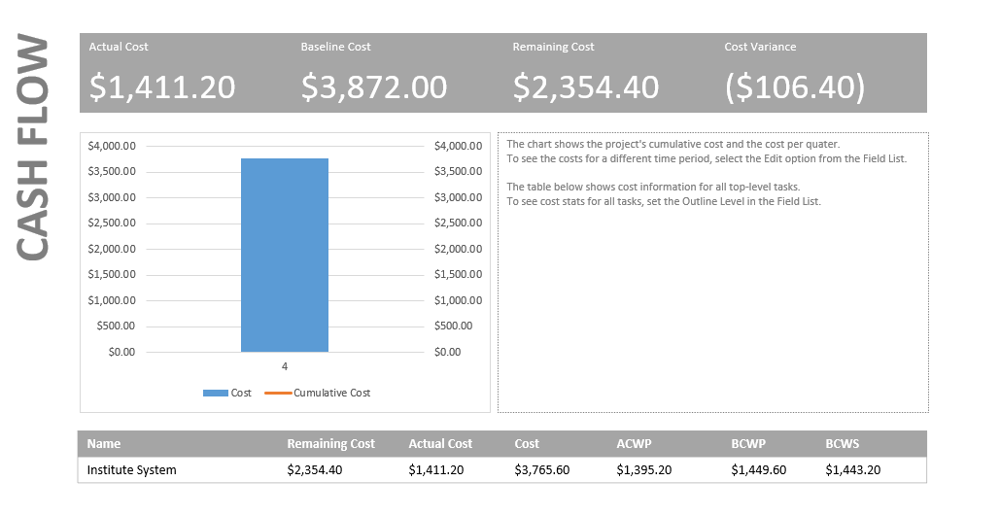 CASH FLOW
Actual Cost Baseline Cost Remaining Cost Cost Variance
$1,411.20 $3,872.00 $2,354.40 ($106.40)
$4,000.00 $4,000.00
$3,500.00 $3,500.00
$3,000.00 $3,000.00
$2,500.00 $2,500.00
$2,000.00 $2,000.00
$1,500.00 $1,500.00
$1,000.00 $1,000.00
$500.00 $500.00
$0.00 $0.00
4
Cost Cumulative Cost
The chart shows the project's cumulative cost and the cost per quater.
To see the costs for a different time period, select the Edit option from the Field List.
The table below shows cost information for all top-level tasks.
To see cost stats for all tasks, set the Outline Level in the Field List.
Name Remaining Cost Actual Cost Cost ACWP BCWP BCWS
Institute System $2,354.40 $1,411.20 $3,765.60 $1,395.20 $1,449.60 $1,443.20